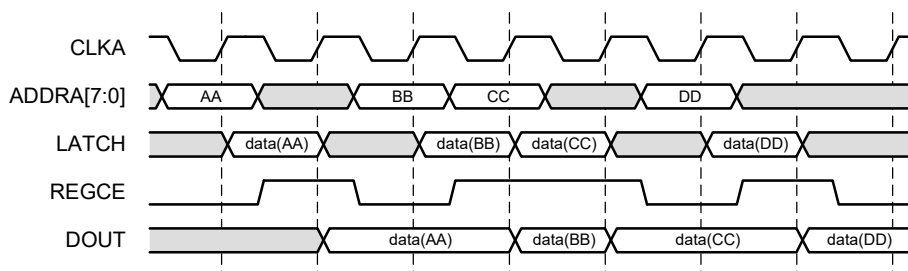 CLKA
ADDRA[7:0] AA BB CC DD
LATCH data(AA) data(BB) data(CC) data(DD)
REGCE
DOUT data(AA) data(BB) data(CC) data(DD)